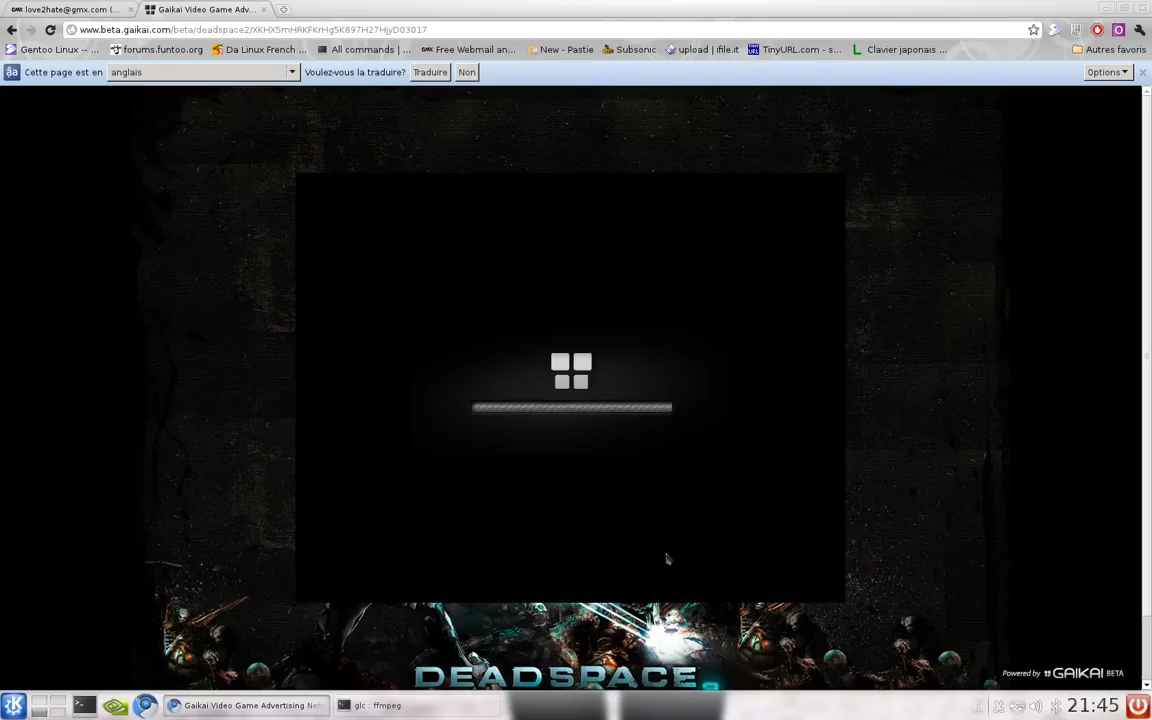 GMX love2hate@gmx.com (...
Gaikai Video Game Adv...
www.beta.gaikai.com/beta/deadspace2/XKHX5mHRKFKrHg5K897H27HjyD03017
Gentoo Linux -- ...
forums.funtoo.org
Da Linux French ...
All commands | ...
GMX Free Webmail an...
New - Pastie
Subsonic
upload | ifile.it
TinyURL.com - s...
Clavier japonais ...
Autres favoris
Cette page est en
anglais
Voulez-vous la traduire?
Traduire
Non
Options
DEADSPACE 2
Powered by GAIKAI BETA
Gaikai Video Game Advertising Net
glc : ffmpeg
21:45